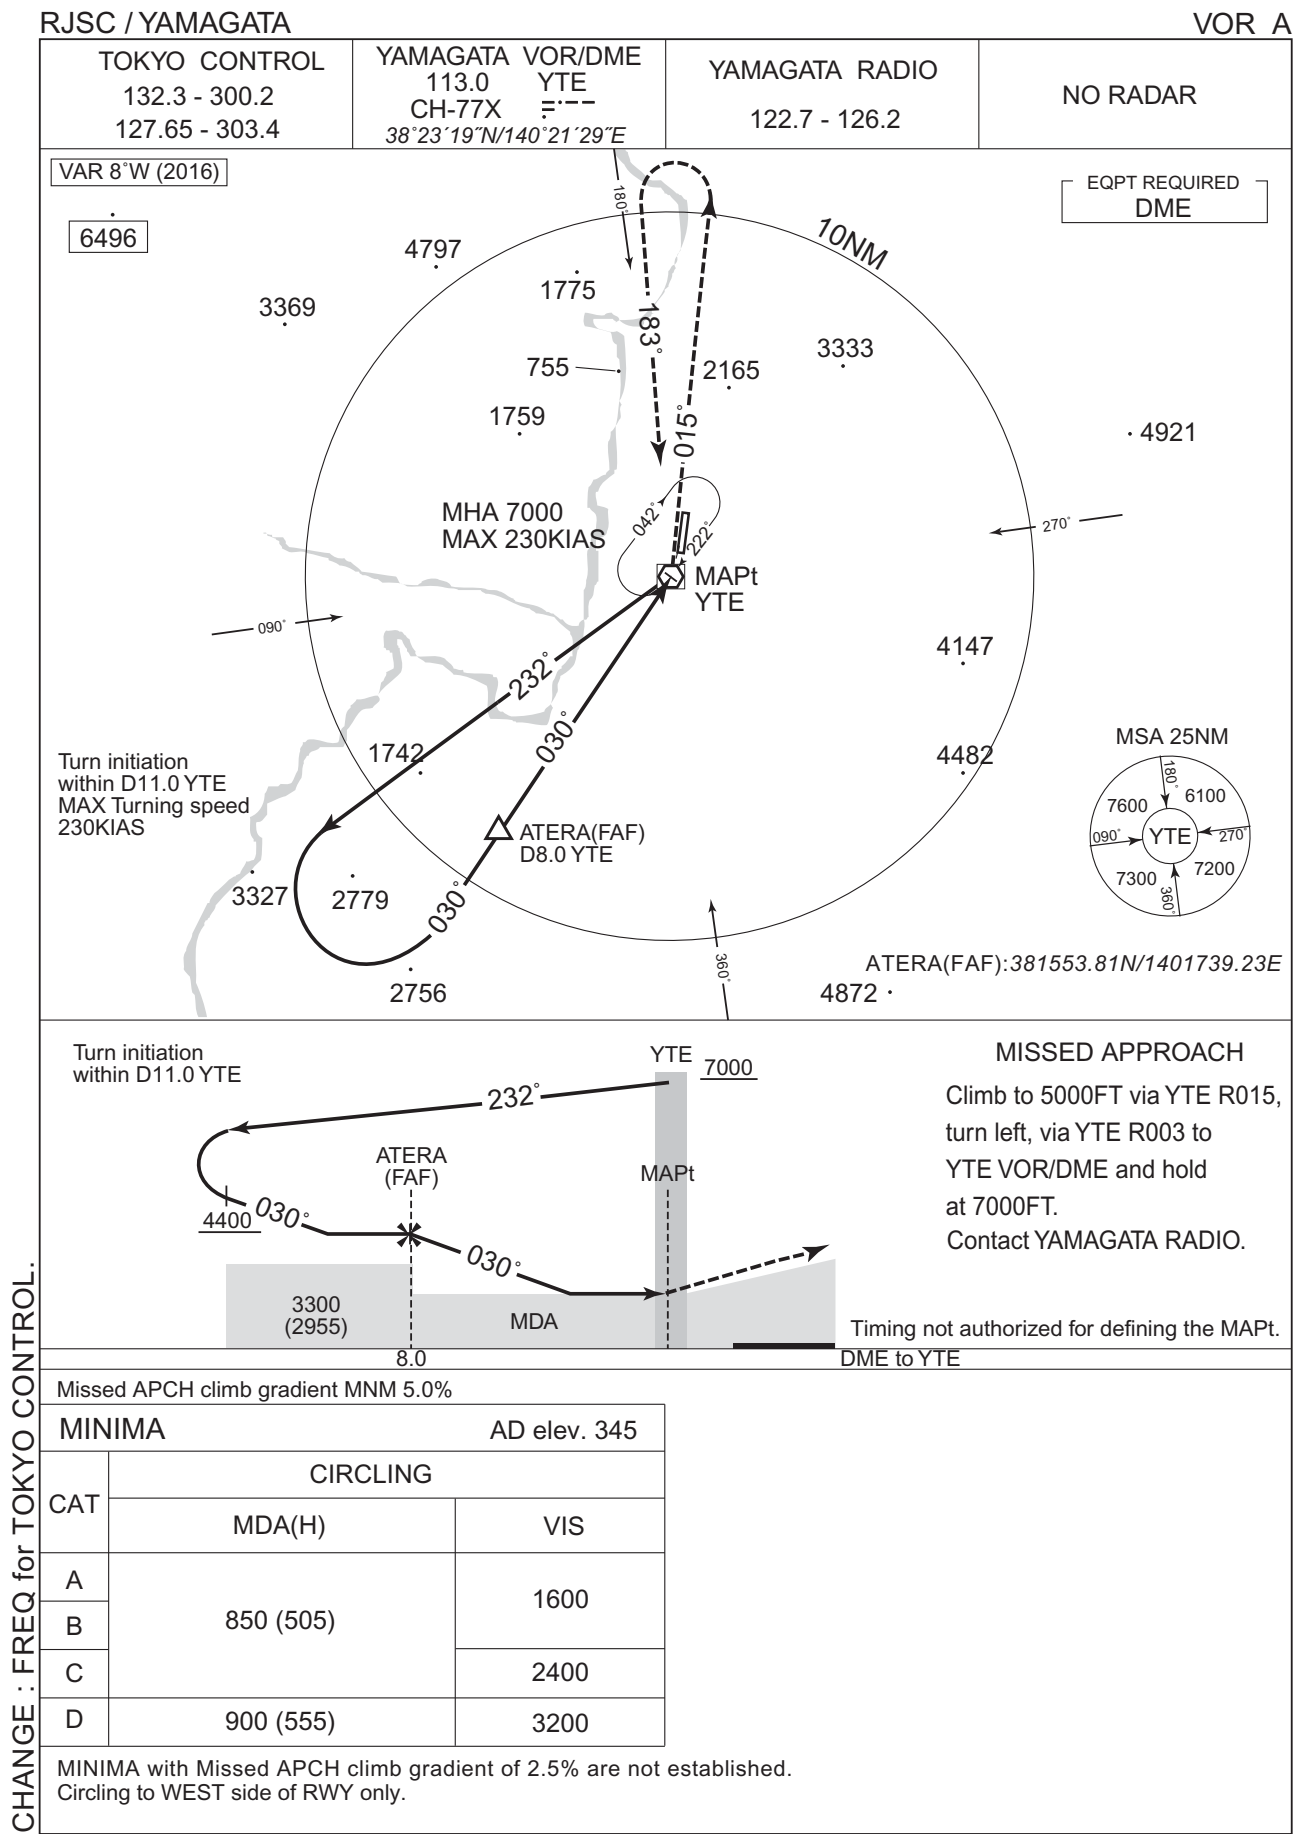 RJSC / YAMAGATA
VOR A
TOKYO CONTROL
132.3 - 300.2
127.65 - 303.4
YAMAGATA VOR/DME
113.0 YTE
CH-77X
38°23´19˝N/140°21´29˝E
YAMAGATA RADIO
122.7 - 126.2
NO RADAR
VAR 8°W (2016)
EQPT REQUIRED
DME
6496
180°
10NM
4797
1775
3369
183°
3333
755
2165
1759
015°
4921
MHA 7000
MAX 230KIAS
042°
222°
270°
MAPt
YTE
090°
4147
232°
030°
1742
4482
MSA 25NM
180°
7600
6100
090°
YTE
270°
7300
7200
360°
Turn initiation
within D11.0 YTE
MAX Turning speed
230KIAS
ATERA(FAF)
D8.0 YTE
3327
2779
030°
360°
ATERA(FAF):381553.81N/1401739.23E
2756
4872
Turn initiation
within D11.0 YTE
YTE
7000
232°
ATERA
(FAF)
MAPt
4400
030°
030°
3300
(2955)
MDA
8.0
DME to YTE
MISSED APPROACH
Climb to 5000FT via YTE R015,
turn left, via YTE R003 to
YTE VOR/DME and hold
at 7000FT.
Contact YAMAGATA RADIO.
Timing not authorized for defining the MAPt.
Missed APCH climb gradient MNM 5.0%
MINIMA
AD elev. 345
CAT
CIRCLING
MDA(H)
VIS
A
850 (505)
1600
B
C
2400
D
900 (555)
3200
MINIMA with Missed APCH climb gradient of 2.5% are not established.
Circling to WEST side of RWY only.
CHANGE : FREQ for TOKYO CONTROL.